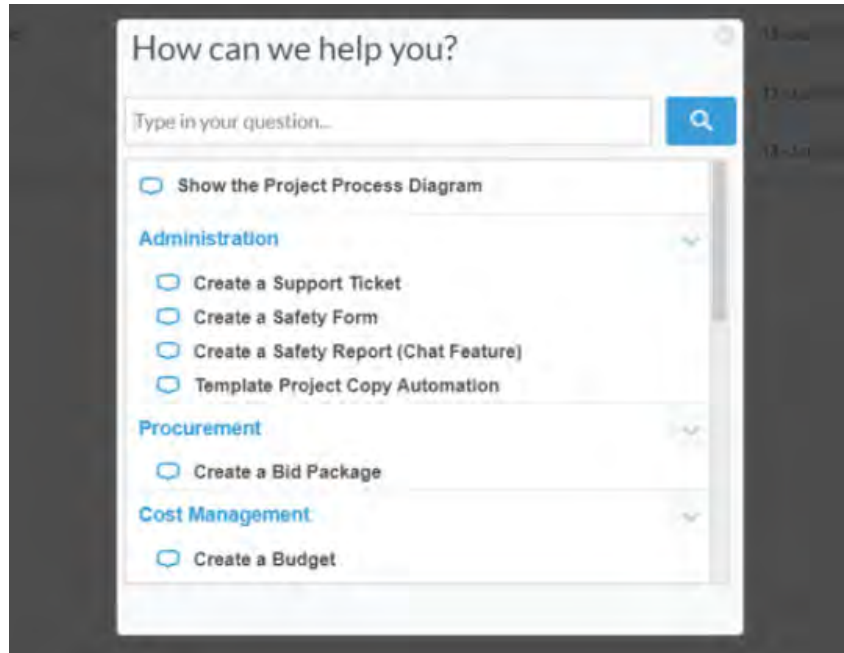 How can we help you?
Type in your question...
Show the Project Process Diagram
Administration
Create a Support Ticket
Create a Safety Form
Create a Safety Report (Chat Feature)
Template Project Copy Automation
Procurement
Create a Bid Package
Cost Management
Create a Budget